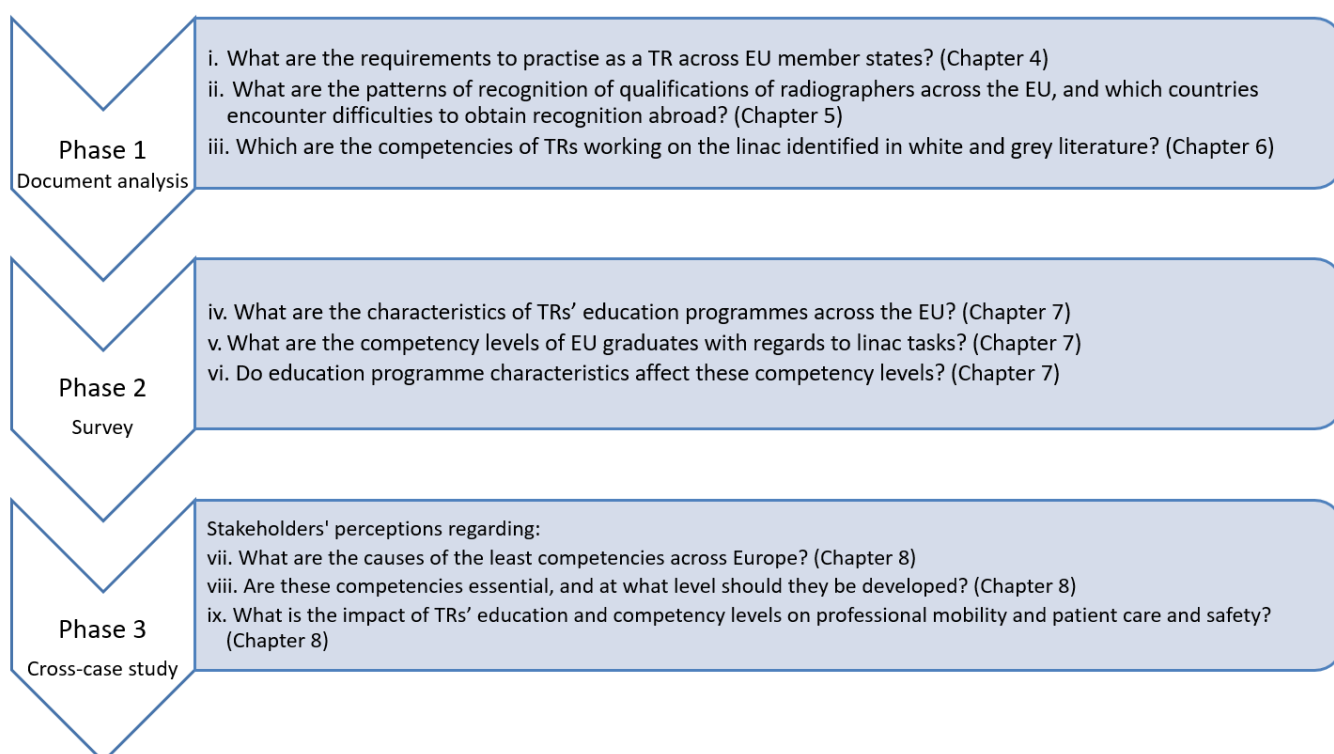 Phase 1
Document analysis
i. What are the requirements to practise as a TR across EU member states? (Chapter 4)
ii. What are the patterns of recognition of qualifications of radiographers across the EU, and which countries
encounter difficulties to obtain recognition abroad? (Chapter 5)
iii. Which are the competencies of TRs working on the linac identified in white and grey literature? (Chapter 6)
Phase 2
Survey
iv. What are the characteristics of TRs’ education programmes across the EU? (Chapter 7)
v. What are the competency levels of EU graduates with regards to linac tasks? (Chapter 7)
vi. Do education programme characteristics affect these competency levels? (Chapter 7)
Phase 3
Cross-case study
Stakeholders' perceptions regarding:
vii. What are the causes of the least competencies across Europe? (Chapter 8)
viii. Are these competencies essential, and at what level should they be developed? (Chapter 8)
ix. What is the impact of TRs’ education and competency levels on professional mobility and patient care and safety?
(Chapter 8)